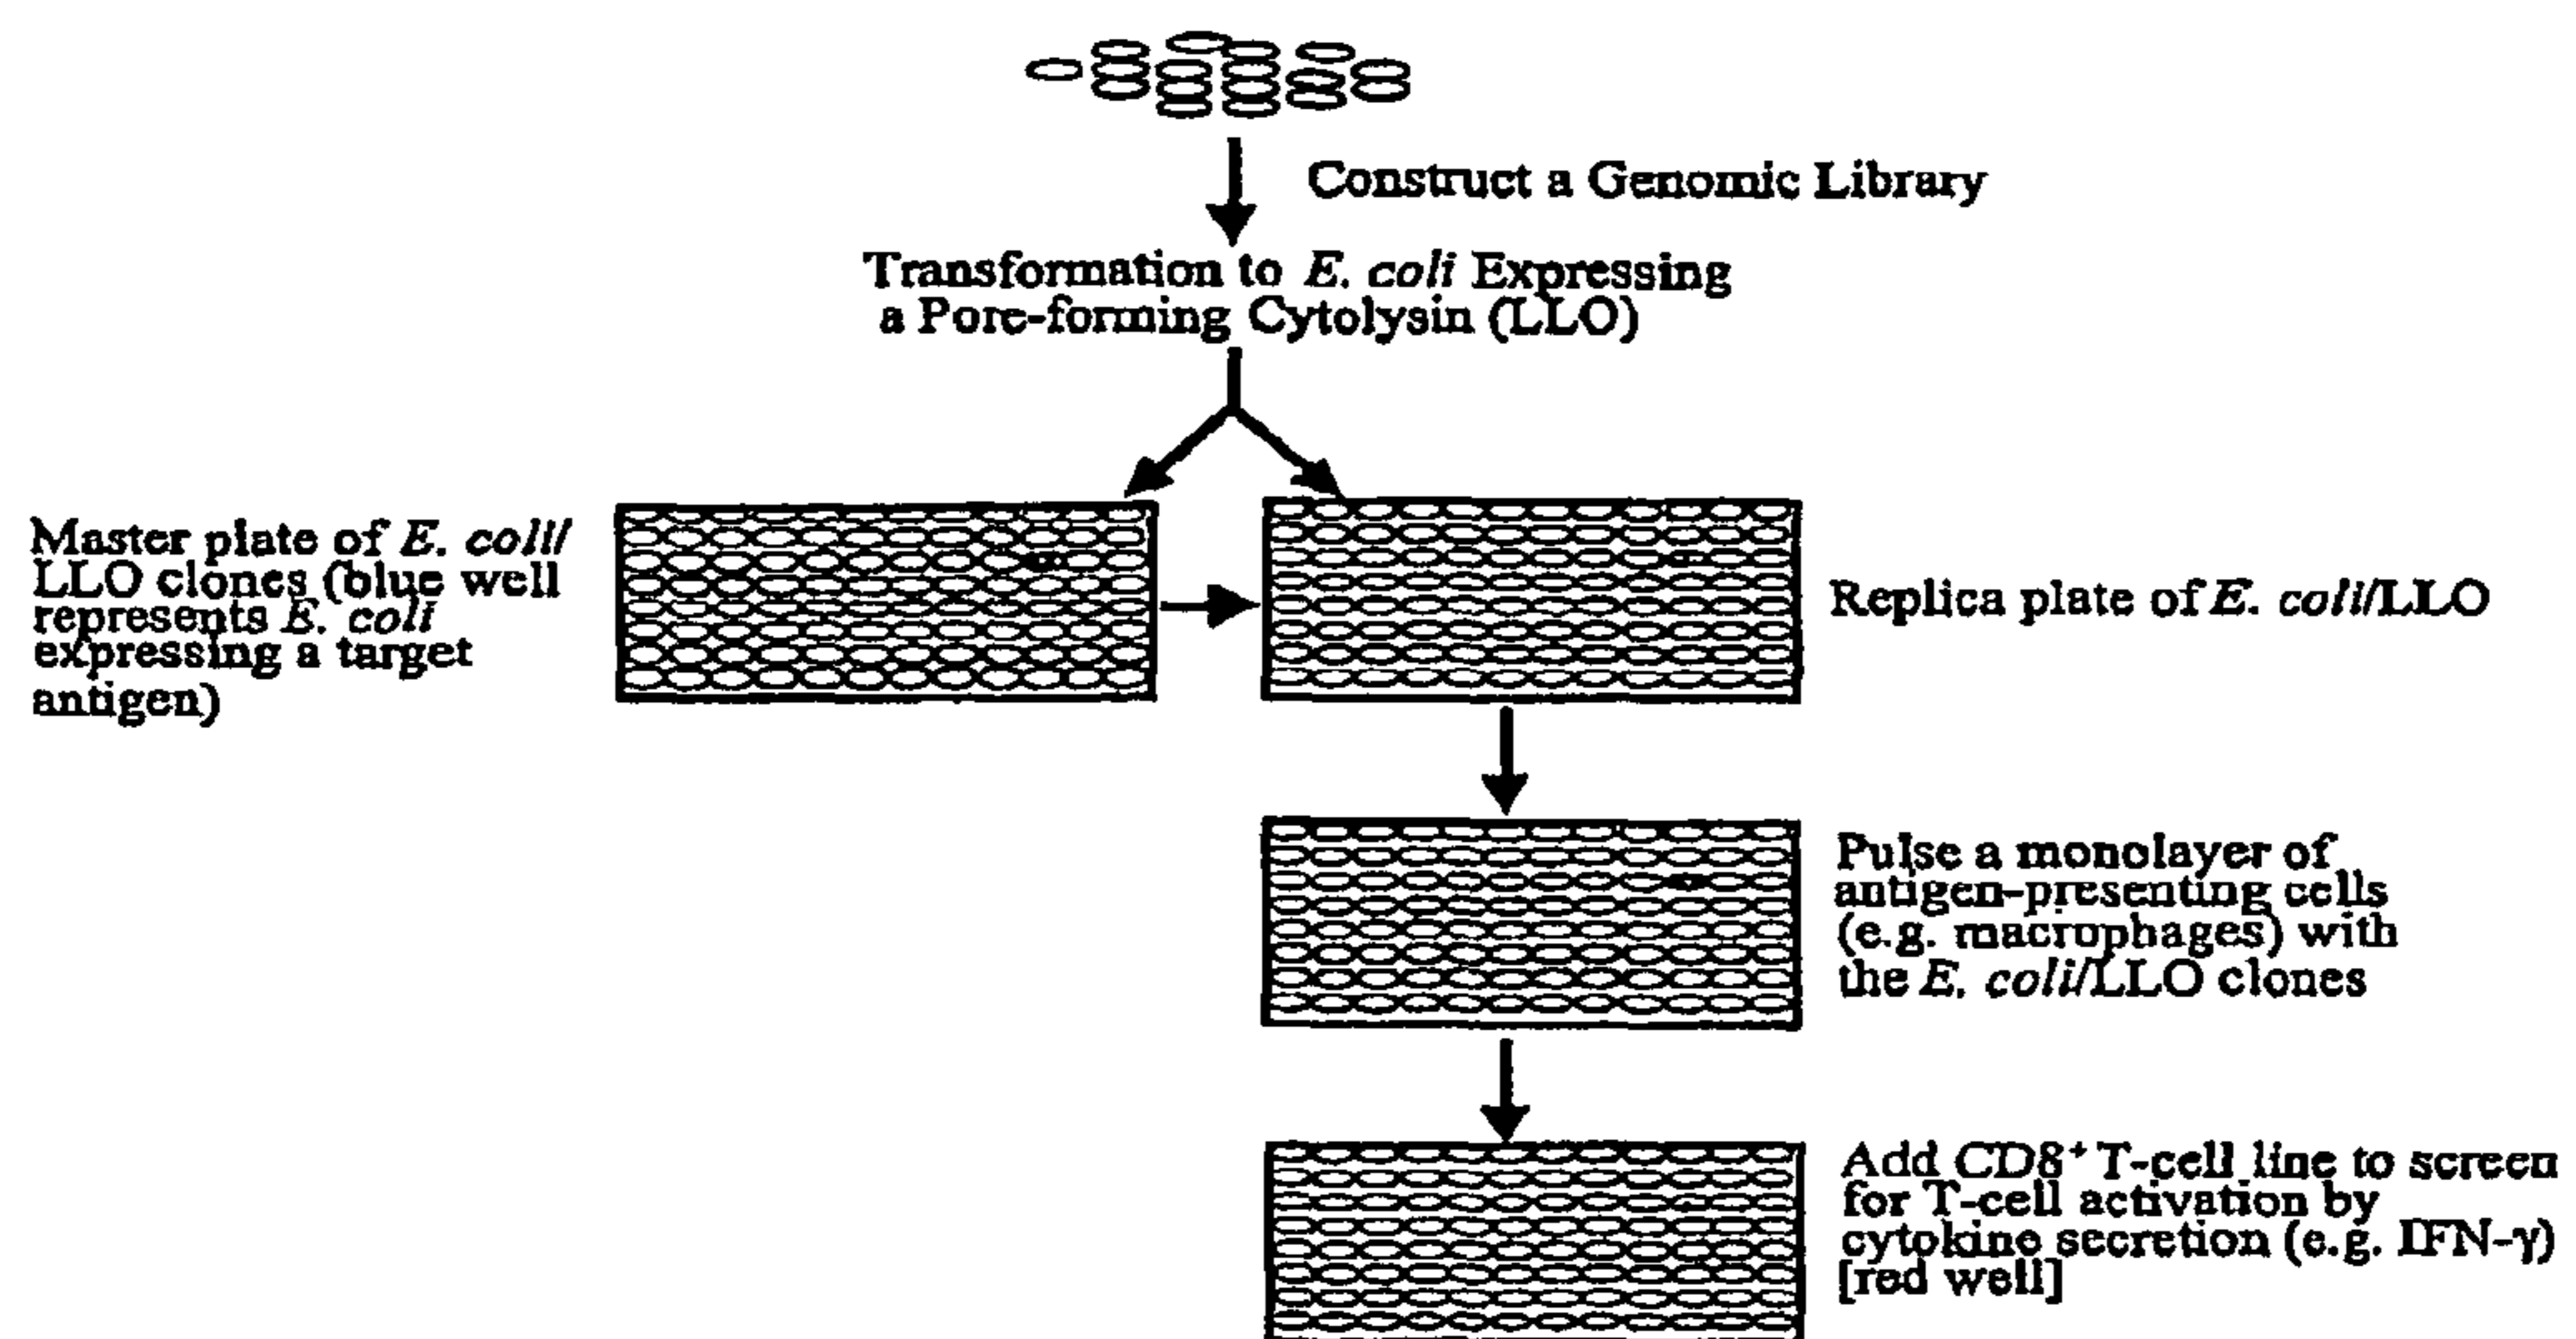 Construct a Genomic Library
Transformation to E. coli Expressing
a Pore-forming Cytolysin (LLO)
Master plate of E. coli/
LLO clones (blue well
represents E. coli
expressing a target
antigen)
Replica plate of E. coli/LLO
Pulse a monolayer of
antigen-presenting cells
(e.g. macrophages) with
the E. coli/LLO clones
Add CD8⁺ T-cell line to screen
for T-cell activation by
cytokine secretion (e.g. IFN-γ)
[red well]